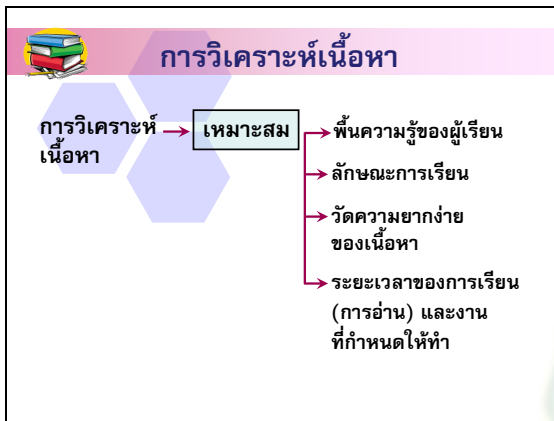 การวิเคราะห์เนื้อหา
การวิเคราะห์
เนื้อหา
เหมาะสม
พื้นความรู้ของผู้เรียน
ลักษณะการเรียน
วัดความยากง่าย
ของเนื้อหา
ระยะเวลาของการเรียน
(การอ่าน) และงาน
ที่กำหนดให้ทำ